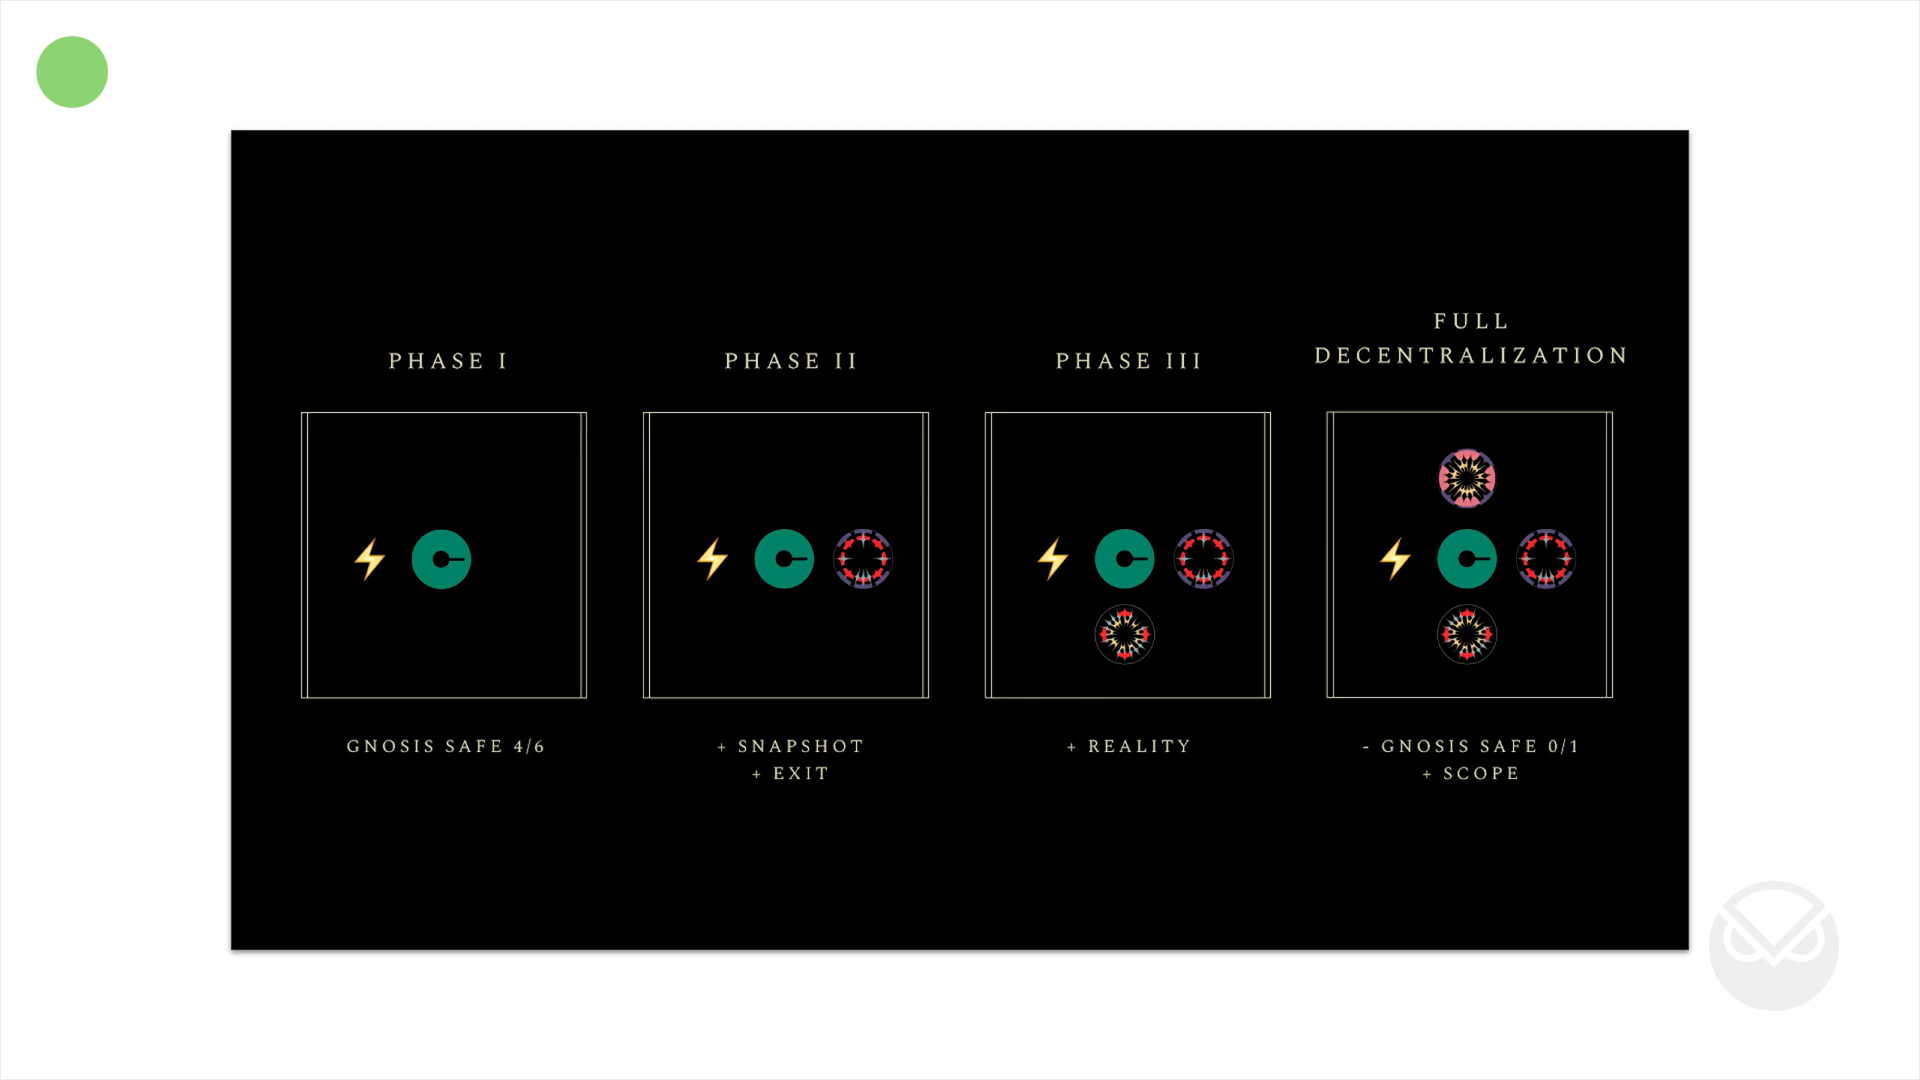 PHASE I
GNOSIS SAFE 4/6
PHASE II
+ SNAPSHOT
+ EXIT
PHASE III
+ REALITY
FULL
DECENTRALIZATION
- GNOSIS SAFE 0/1
+ SCOPE